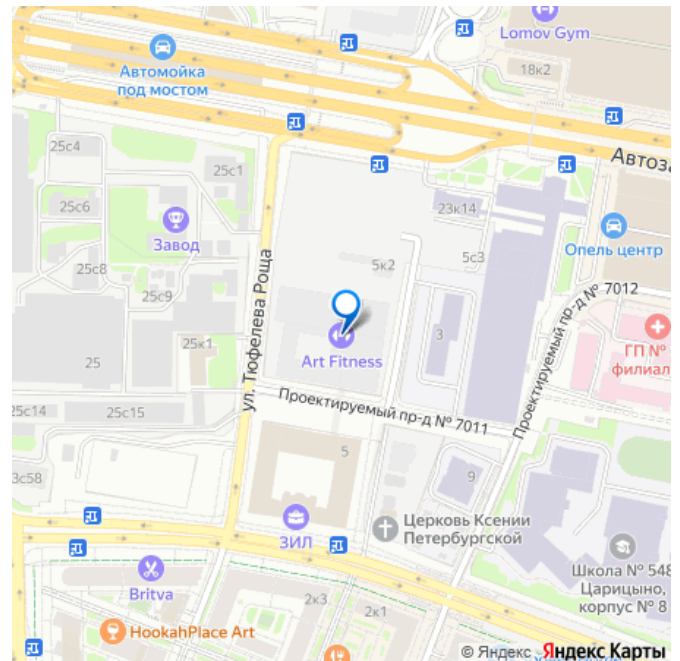 Lomov Gym
Автомойка
под мостом
18к2
25с4
25с1
Автоза
25с6
23к14
Завод
5с3
Опель центр
25с8
5к2
25с9
ул. Тюфелева Роща
Проектируемый пр-д № 7012
3
ГП №
филиал
25к1
Art Fitness
25
Проектируемый пр-д № 7011
25с14
25с15
5
3с58
9
ЗИЛ
Церковь Ксении
Петербургской
Школа № 548
Царицыно,
корпус № 8
Britva
2к3
2к1
HookahPlace Art
© Яндекс Яндекс Карты